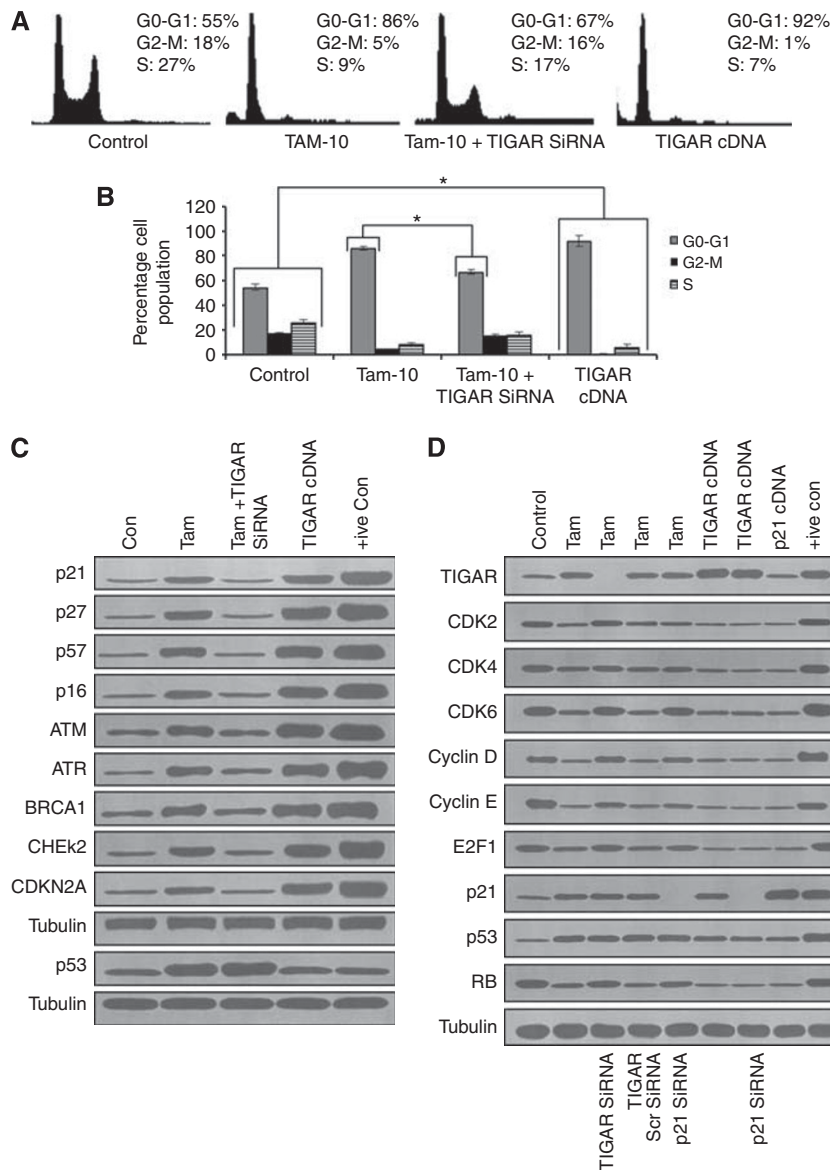 A
G0-G1: 55%
G2-M: 18%
S: 27%
G0-G1: 86%
G2-M: 5%
S: 9%
G0-G1: 67%
G2-M: 16%
S: 17%
G0-G1: 92%
G2-M: 1%
S: 7%
Control
TAM-10
Tam-10 + TIGAR SiRNA
TIGAR cDNA
B
Percentage cell
population
120
100
80
60
40
20
0
*
*
G0-G1
G2-M
S
Control
Tam-10
Tam-10 +
TIGAR SiRNA
TIGAR
cDNA
C
Con
Tam
Tam +TIGAR
SiRNA
TIGAR cDNA
+ive Con
p21
p27
p57
p16
ATM
ATR
BRCA1
CHEk2
CDKN2A
Tubulin
p53
Tubulin
D
Control
Tam
Tam
Tam
Tam
TIGAR cDNA
TIGAR cDNA
p21 cDNA
+ive con
TIGAR
CDK2
CDK4
CDK6
Cyclin D
Cyclin E
E2F1
p21
p53
RB
Tubulin
TIGAR SiRNA
TIGAR
Scr SiRNA
p21 SiRNA
p21 SiRNA